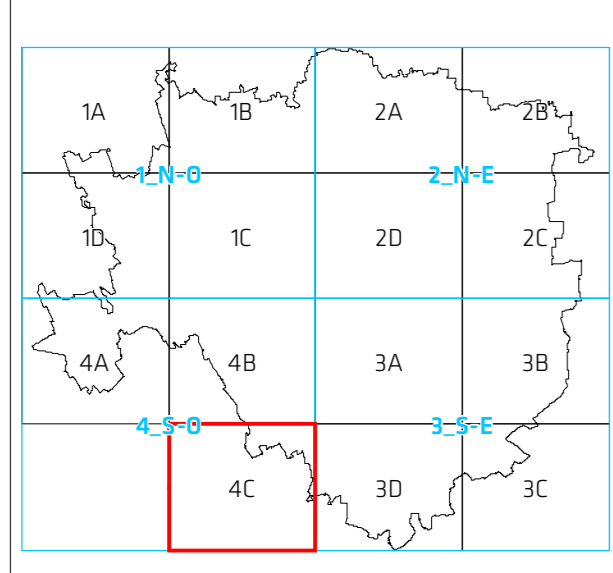 1A 1B 2A 2B
1_N-O 2_N-E
1D 1C 2D 2C
4A 4B 3A 3B
4_S-O 3_S-E
4C 3D 3C